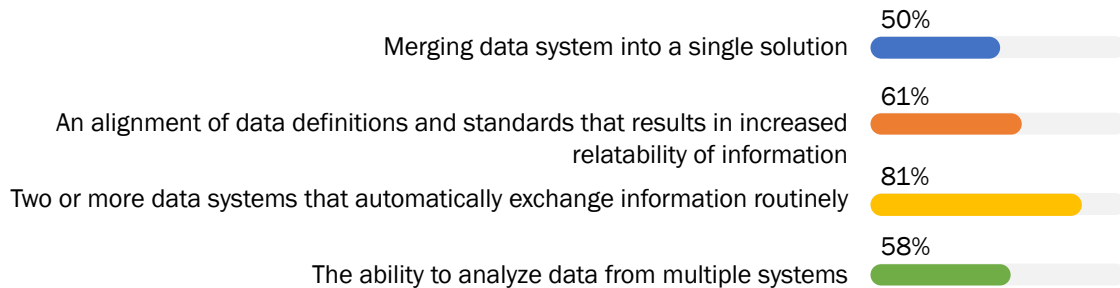 50%
Merging data system into a single solution
61%
An alignment of data definitions and standards that results in increased
relatability of information
81%
Two or more data systems that automatically exchange information routinely
58%
The ability to analyze data from multiple systems